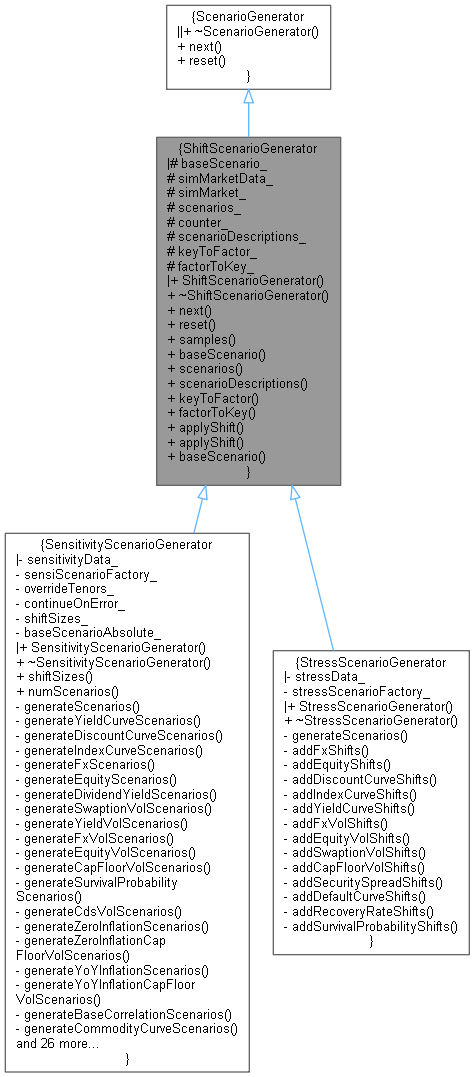 {ScenarioGenerator
||+ ~ScenarioGenerator()
+ next()
+ reset()
}
{ShiftScenarioGenerator
|# baseScenario_
# simMarketData_
# simMarket_
# scenarios_
# counter_
# scenarioDescriptions_
# keyToFactor_
# factorToKey_
|+ ShiftScenarioGenerator()
+ ~ShiftScenarioGenerator()
+ next()
+ reset()
+ samples()
+ baseScenario()
+ scenarios()
+ scenarioDescriptions()
+ keyToFactor()
+ factorToKey()
+ applyShift()
+ applyShift()
+ baseScenario()
}
{SensitivityScenarioGenerator
|- sensitivityData_
- sensiScenarioFactory_
- overrideTenors_
- continueOnError_
- shiftSizes_
- baseScenarioAbsolute_
|+ SensitivityScenarioGenerator()
+ ~SensitivityScenarioGenerator()
+ shiftSizes()
+ numScenarios()
- generateScenarios()
- generateYieldCurveScenarios()
- generateDiscountCurveScenarios()
- generateIndexCurveScenarios()
- generateFxScenarios()
- generateEquityScenarios()
- generateDividendYieldScenarios()
- generateSwaptionVolScenarios()
- generateYieldVolScenarios()
- generateFxVolScenarios()
- generateEquityVolScenarios()
- generateCapFloorVolScenarios()
- generateSurvivalProbability
Scenarios()
- generateCdsVolScenarios()
- generateZeroInflationScenarios()
- generateZeroInflationCap
FloorVolScenarios()
- generateYoYInflationScenarios()
- generateYoYInflationCapFloor
VolScenarios()
- generateBaseCorrelationScenarios()
- generateCommodityCurveScenarios()
and 26 more...
}
{StressScenarioGenerator
|- stressData_
- stressScenarioFactory_
|+ StressScenarioGenerator()
+ ~StressScenarioGenerator()
- generateScenarios()
- addFxShifts()
- addEquityShifts()
- addDiscountCurveShifts()
- addIndexCurveShifts()
- addYieldCurveShifts()
- addFxVolShifts()
- addEquityVolShifts()
- addSwaptionVolShifts()
- addCapFloorVolShifts()
- addSecuritySpreadShifts()
- addDefaultCurveShifts()
- addRecoveryRateShifts()
- addSurvivalProbabilityShifts()
}